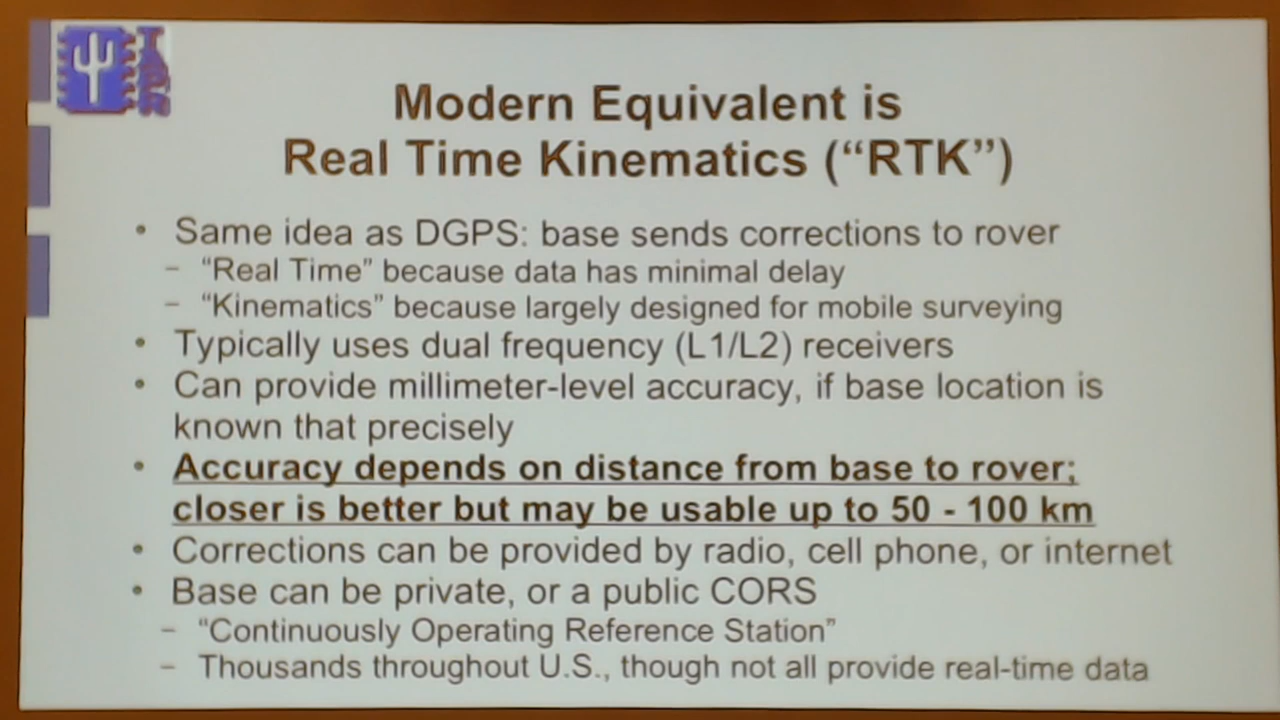 TAPR
Modern Equivalent is
Real Time Kinematics (“RTK”)
• Same idea as DGPS: base sends corrections to rover
– “Real Time” because data has minimal delay
– “Kinematics” because largely designed for mobile surveying
• Typically uses dual frequency (L1/L2) receivers
• Can provide millimeter-level accuracy, if base location is
known that precisely
• Accuracy depends on distance from base to rover;
closer is better but may be usable up to 50 - 100 km
• Corrections can be provided by radio, cell phone, or internet
• Base can be private, or a public CORS
– “Continuously Operating Reference Station”
– Thousands throughout U.S., though not all provide real-time data